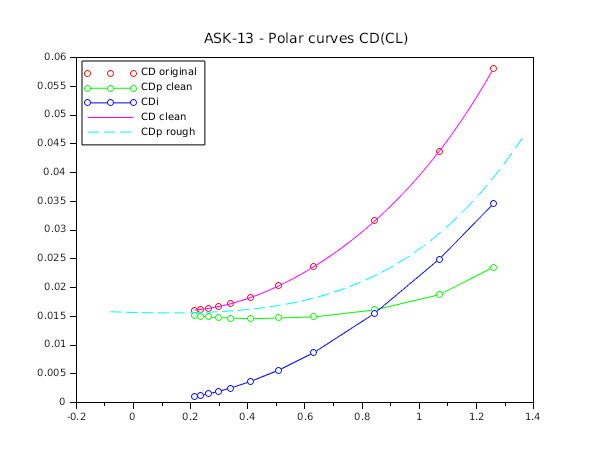 ASK-13 - Polar curves CD(CL)
0.06
CD original
CDp clean
0.055
CDi
0.05
CD clean
CDp rough
0.045
0.04
0.035
0.03
0.025
0.02
0.015
0.01
0.005
0
-0.2 0 0.2 0.4 0.6 0.8 1 1.2 1.4